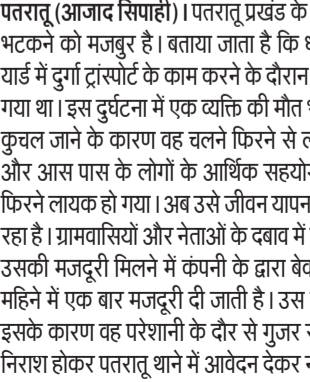 पतरातू (आजाद सिपाही)। पतरातू प्रखंड के
भटकने को मजबुर है। बताया जाता है कि
यार्ड में दुर्गा ट्रांस्पोर्ट के काम करने के दौरान
गया था। इस दुर्घटना में एक व्यक्ति की मौत
कुचल जाने के कारण वह चलने फिरने से
और आस पास के लोगों के आर्थिक
फिरने लायक हो गया। अब उसे जीवन यापन
रहा है। ग्रामवासियों और नेताओं के दबाव में
उसकी मजदूरी मिलने में कंपनी के द्वारा
महिने में एक बार मजदूरी दी जाती है। उस
इसके कारण वह परेशानी के दौर से गुजर
निराश होकर पतरातू थाने में आवेदन देकर